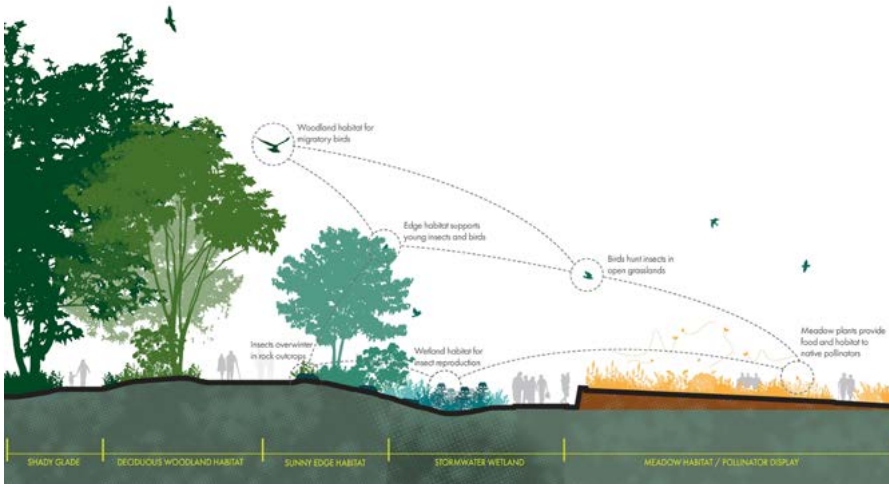 Woodland habitat for
migratory birds
Edge habitat supports
young insects and birds
Birds hunt insects in
open grasslands
Insects overwinter
in rock outcrops
Wetland habitat for
insect reproduction
Meadow plants provide
food and habitat to
native pollinators
SHADY GLADE
DECIDUOUS WOODLAND HABITAT
SUNNY EDGE HABITAT
STORMWATER WETLAND
MEADOW HABITAT / POLLINATOR DISPLAY